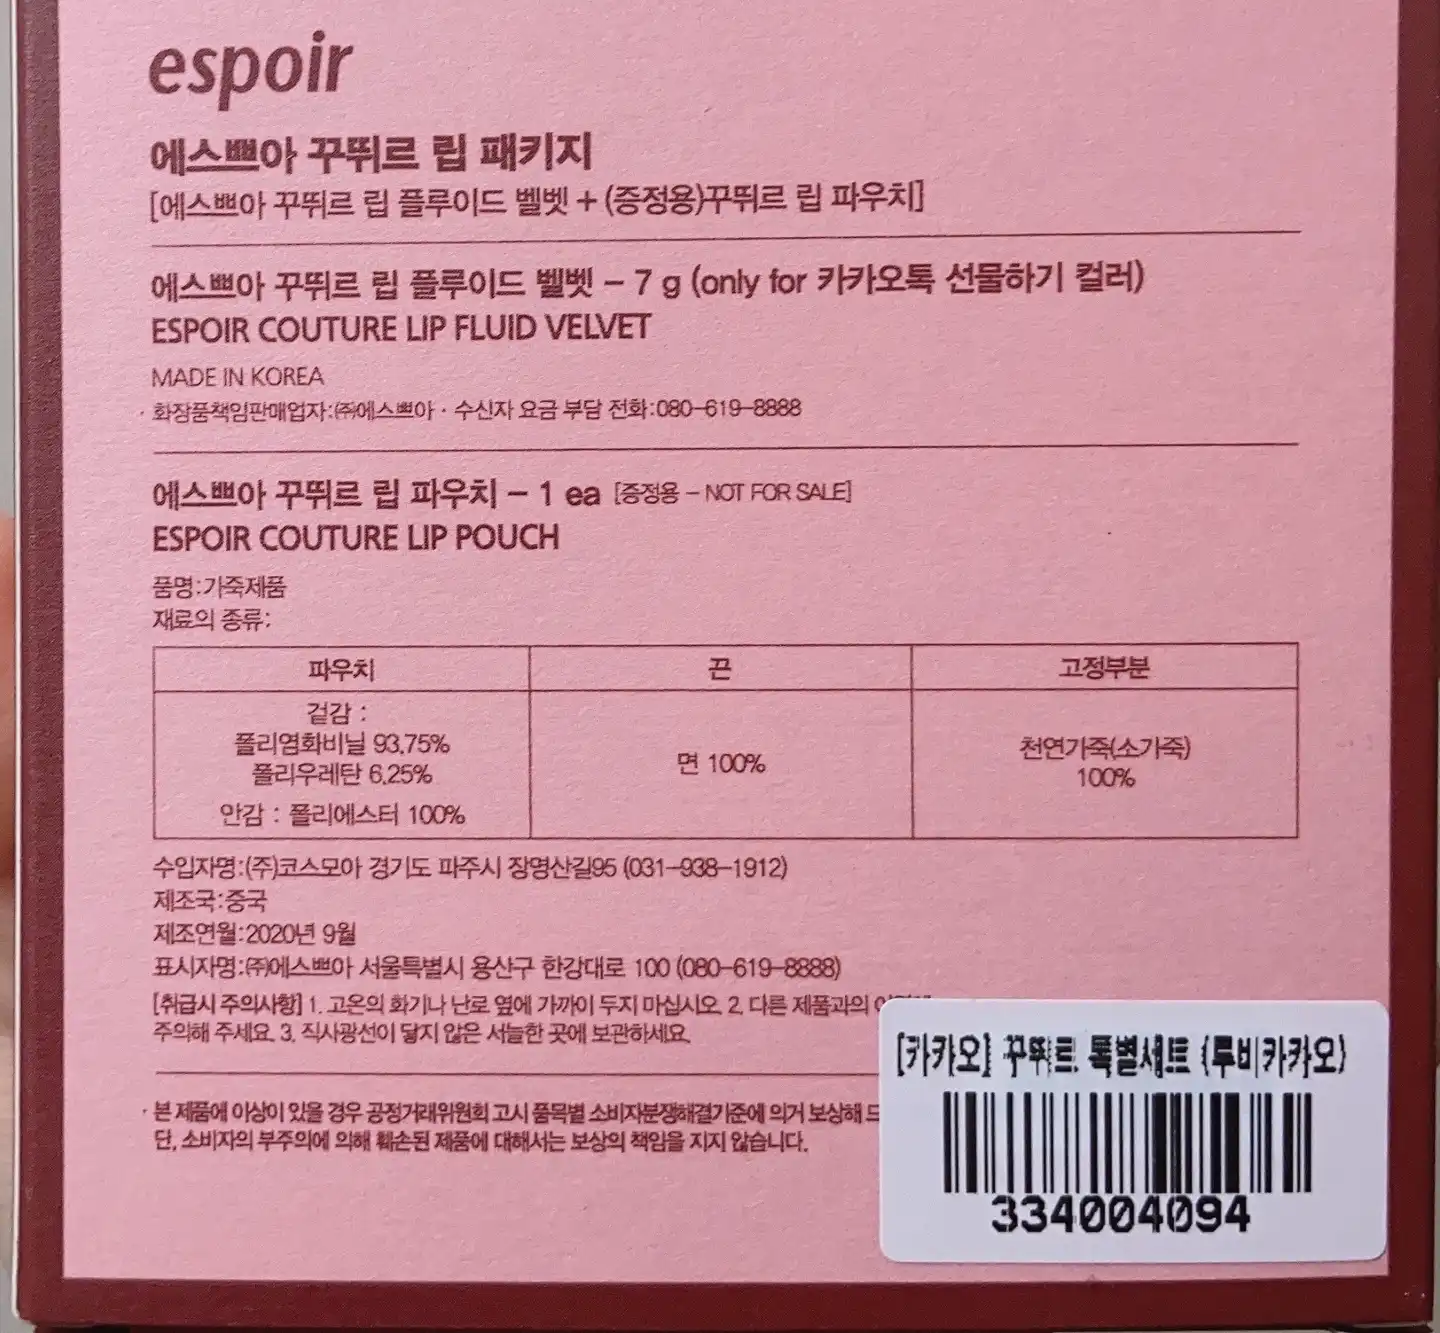 espoir
에스쁘아 꾸뛰르 립 패키지
[에스쁘아 꾸뛰르 립 플루이드 벨벳 + (증정용)꾸뛰르 립 파우치]
에스쁘아 꾸뛰르 립 플루이드 벨벳 – 7 g (only for 카카오톡 선물하기 컬러)
ESPOIR COUTURE LIP FLUID VELVET
MADE IN KOREA
· 화장품책임판매업자:㈜에스쁘아 · 수신자 요금 부담 전화:080-619-8888
에스쁘아 꾸뛰르 립 파우치 – 1 ea [증정용 – NOT FOR SALE]
ESPOIR COUTURE LIP POUCH
품명:가죽제품
재료의 종류:
파우치 끈 고정부분
겉감 :
폴리염화비닐 93.75%
폴리우레탄 6.25%
안감 : 폴리에스터 100%
면 100%
천연가죽(소가죽)
100%
수입자명:(주)코스모아 경기도 파주시 장명산길95 (031-938-1912)
제조국:중국
제조연월:2020년 9월
표시자명:㈜에스쁘아 서울특별시 용산구 한강대로 100 (080-619-8888)
[취급시 주의사항] 1. 고온의 화기나 난로 옆에 가까이 두지 마십시오. 2. 다른 제품과의
주의해 주세요. 3. 직사광선이 닿지 않은 서늘한 곳에 보관하세요.
· 본 제품에 이상이 있을 경우 공정거래위원회 고시 품목별 소비자분쟁해결기준에 의거 보상해
단, 소비자의 부주의에 의해 훼손된 제품에 대해서는 보상의 책임을 지지 않습니다.
[카카오] 꾸뛰르 특별세트 (루비카카오)
334004094